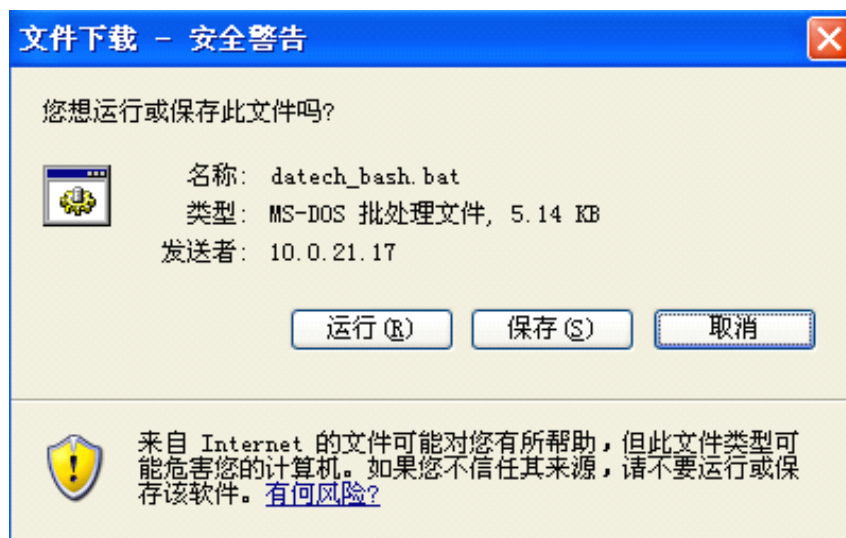 文件下载 - 安全警告
您想运行或保存此文件吗?
名称: datech_bash.bat
类型: MS-DOS 批处理文件, 5.14 KB
发送者: 10.0.21.17
运行(R) 保存(S) 取消
来自 Internet 的文件可能对您有所帮助，但此文件类型可
能危害您的计算机。如果您不信任其来源，请不要运行或保
存该软件。有何风险?